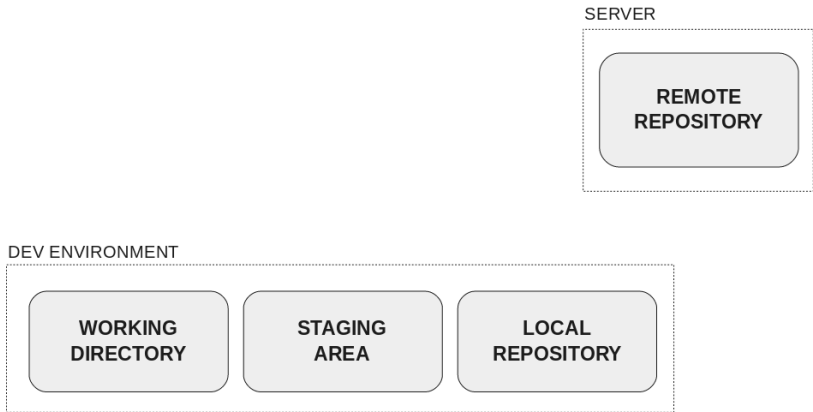 SERVER
REMOTE
REPOSITORY
DEV ENVIRONMENT
WORKING
DIRECTORY
STAGING
AREA
LOCAL
REPOSITORY